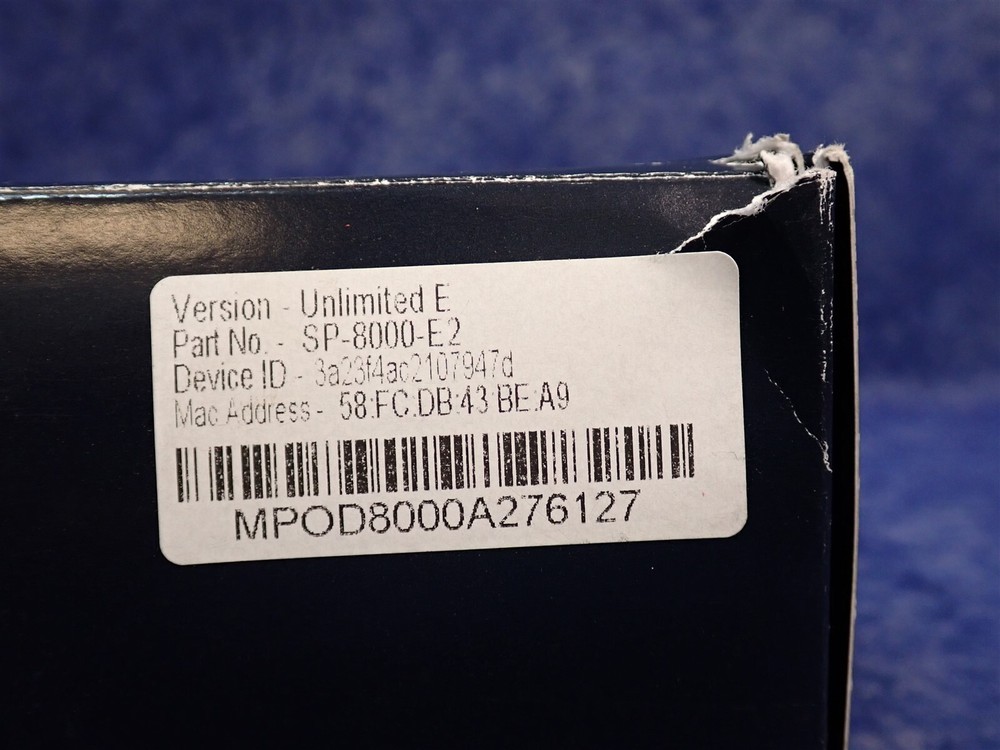 Version - Unlimited E
Part No. - SP-8000-E2
Device ID - 3a23f4ac2107947d
Mac Address - 58:FC:DB:43:BE:A9
MPOD8000A276127